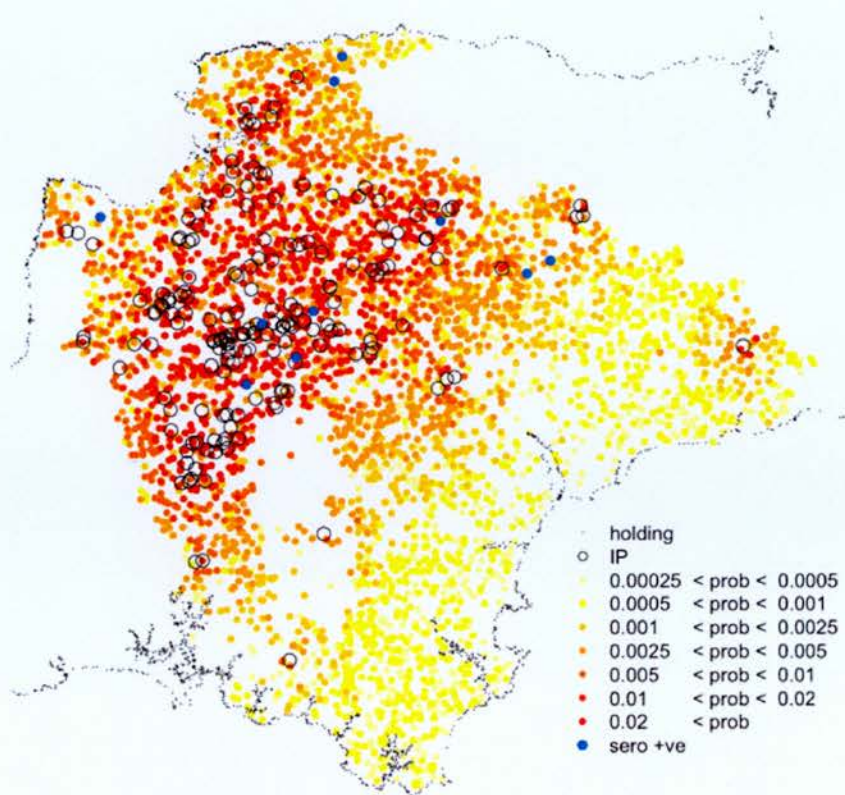 holding
IP
0.00025 < prob < 0.0005
0.0005 < prob < 0.001
0.001 < prob < 0.0025
0.0025 < prob < 0.005
0.005 < prob < 0.01
0.01 < prob < 0.02
0.02 < prob
sero +ve